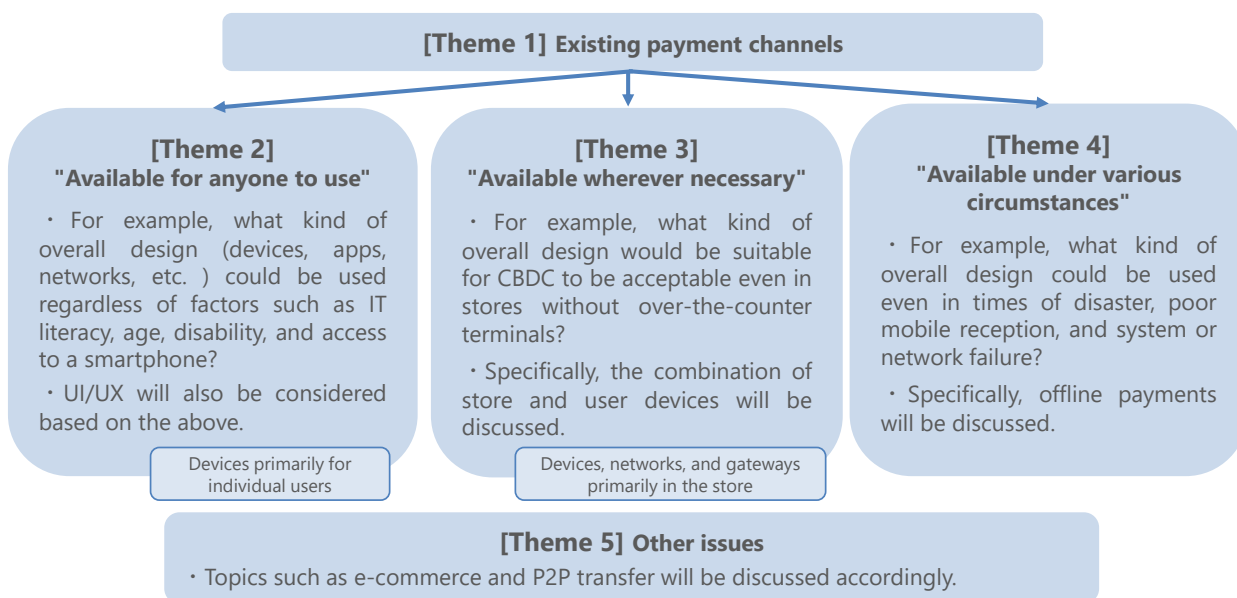 [Theme 1] Existing payment channels
[Theme 2]
"Available for anyone to use"
・For example, what kind of
overall design (devices, apps,
networks, etc. ) could be used
regardless of factors such as IT
literacy, age, disability, and access
to a smartphone?
・UI/UX will also be considered
based on the above.
Devices primarily for
individual users
[Theme 3]
"Available wherever necessary"
・For example, what kind of
overall design would be suitable
for CBDC to be acceptable even in
stores without over-the-counter
terminals?
・Specifically, the combination of
store and user devices will be
discussed.
Devices, networks, and gateways
primarily in the store
[Theme 4]
"Available under various
circumstances"
・For example, what kind of
overall design could be used
even in times of disaster, poor
mobile reception, and system or
network failure?
・Specifically, offline payments
will be discussed.
[Theme 5] Other issues
・Topics such as e-commerce and P2P transfer will be discussed accordingly.